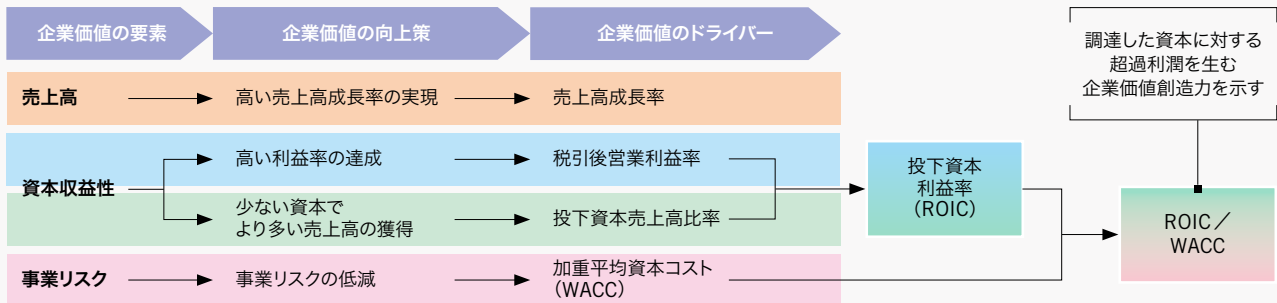 企業価値の要素
企業価値の向上策
企業価値のドライバー
調達した資本に対する
超過利潤を生む
企業価値創造力を示す
売上高
高い売上高成長率の実現
売上高成長率
資本収益性
高い利益率の達成
税引後営業利益率
少ない資本で
より多い売上高の獲得
投下資本売上高比率
投下資本
利益率
（ROIC）
ROIC／
WACC
事業リスク
事業リスクの低減
加重平均資本コスト
（WACC）